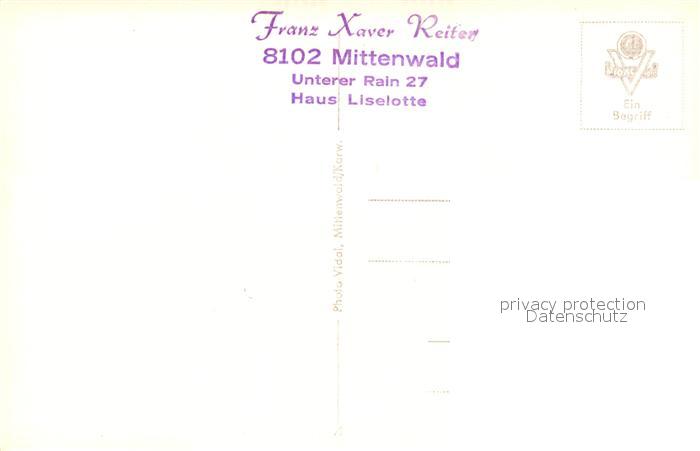 Franz Xaver Reiter
8102 Mittenwald
Unterer Rain 27
Haus Liselotte
Ein
Begriff
Photo Vidal, Mittenwald/Karw.
privacy protection
Datenschutz